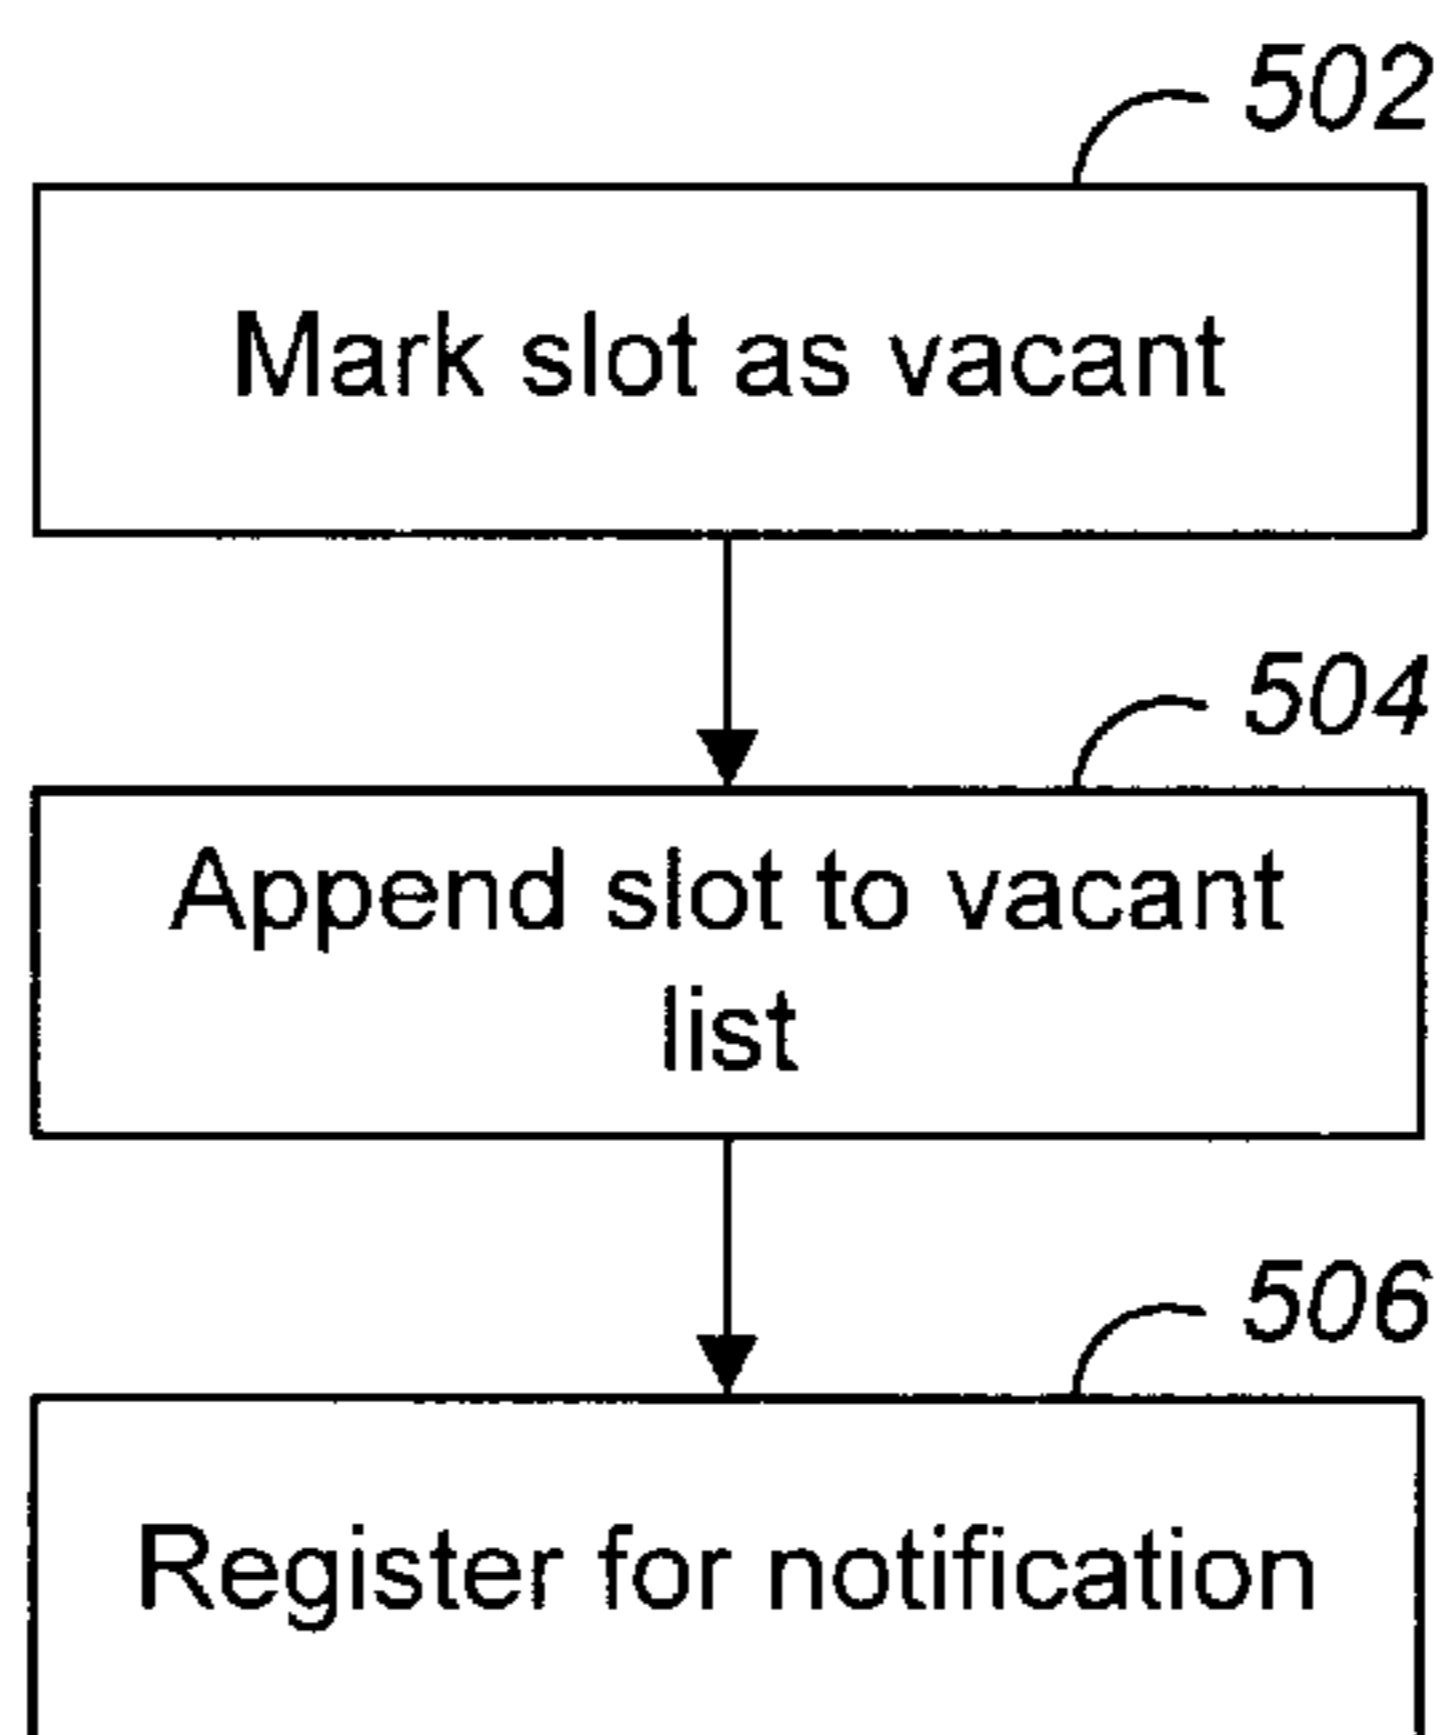 502
Mark slot as vacant
504
Append slot to vacant
list
506
Register for notification